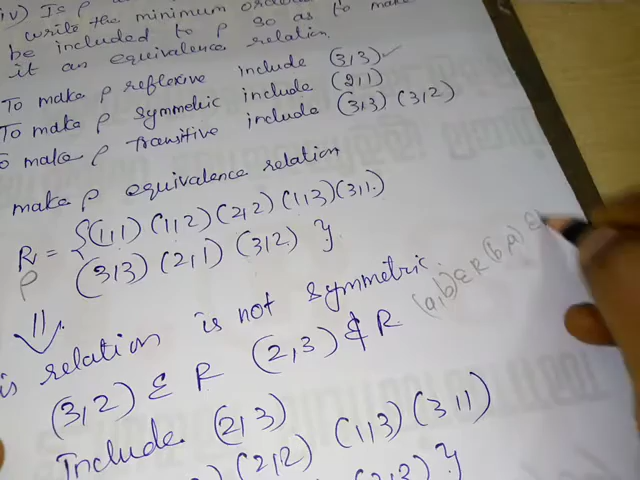 iv) Is ρ
write the minimum
be included to ρ so as to make
it an equivalence relation
To make ρ reflexive include (3,3) ✓
To make ρ symmetric include (2,1)
To make ρ transitive include (3,3) (3,2)
make ρ equivalence relation
R = {(1,1) (1,2) (2,2) (1,3) (3,1)
ρ (3,3) (2,1) (3,2) }
is relation is not symmetric.
(3,2) ∈ R (2,3) ∉ R (a,b) ∈ R (b,a) ∈
Include (2,3)
(2,2) (1,3) (3,1)
}